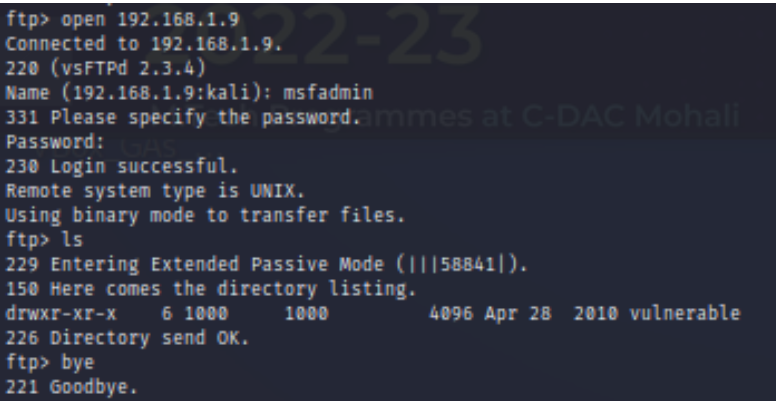 ftp> open 192.168.1.9
Connected to 192.168.1.9.
220 (vsFTPd 2.3.4)
Name (192.168.1.9:kali): msfadmin
331 Please specify the password.
Password:
230 Login successful.
Remote system type is UNIX.
Using binary mode to transfer files.
ftp> ls
229 Entering Extended Passive Mode (|||58841|).
150 Here comes the directory listing.
drwxr-xr-x    6 1000     1000         4096 Apr 28  2010 vulnerable
226 Directory send OK.
ftp> bye
221 Goodbye.
2022-23
Programmes at C-DAC Mohali